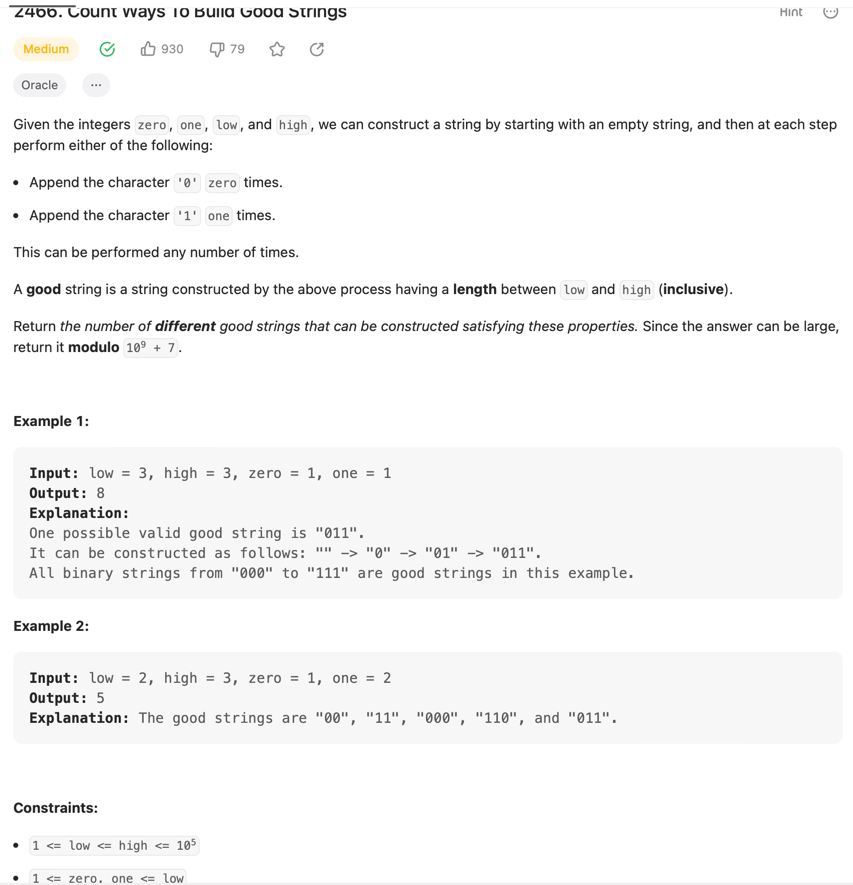 2466. Count Ways To Build Good Strings
Hint
Medium
930
79
Oracle
...
Given the integers zero, one, low, and high, we can construct a string by starting with an empty string, and then at each step
perform either of the following:
• Append the character '0' zero times.
• Append the character '1' one times.
This can be performed any number of times.
A good string is a string constructed by the above process having a length between low and high (inclusive).
Return the number of different good strings that can be constructed satisfying these properties. Since the answer can be large,
return it modulo 10⁹ + 7.
Example 1:
Input: low = 3, high = 3, zero = 1, one = 1
Output: 8
Explanation:
One possible valid good string is "011".
It can be constructed as follows: "" -> "0" -> "01" -> "011".
All binary strings from "000" to "111" are good strings in this example.
Example 2:
Input: low = 2, high = 3, zero = 1, one = 2
Output: 5
Explanation: The good strings are "00", "11", "000", "110", and "011".
Constraints:
• 1 <= low <= high <= 10⁵
• 1 <= zero, one <= low